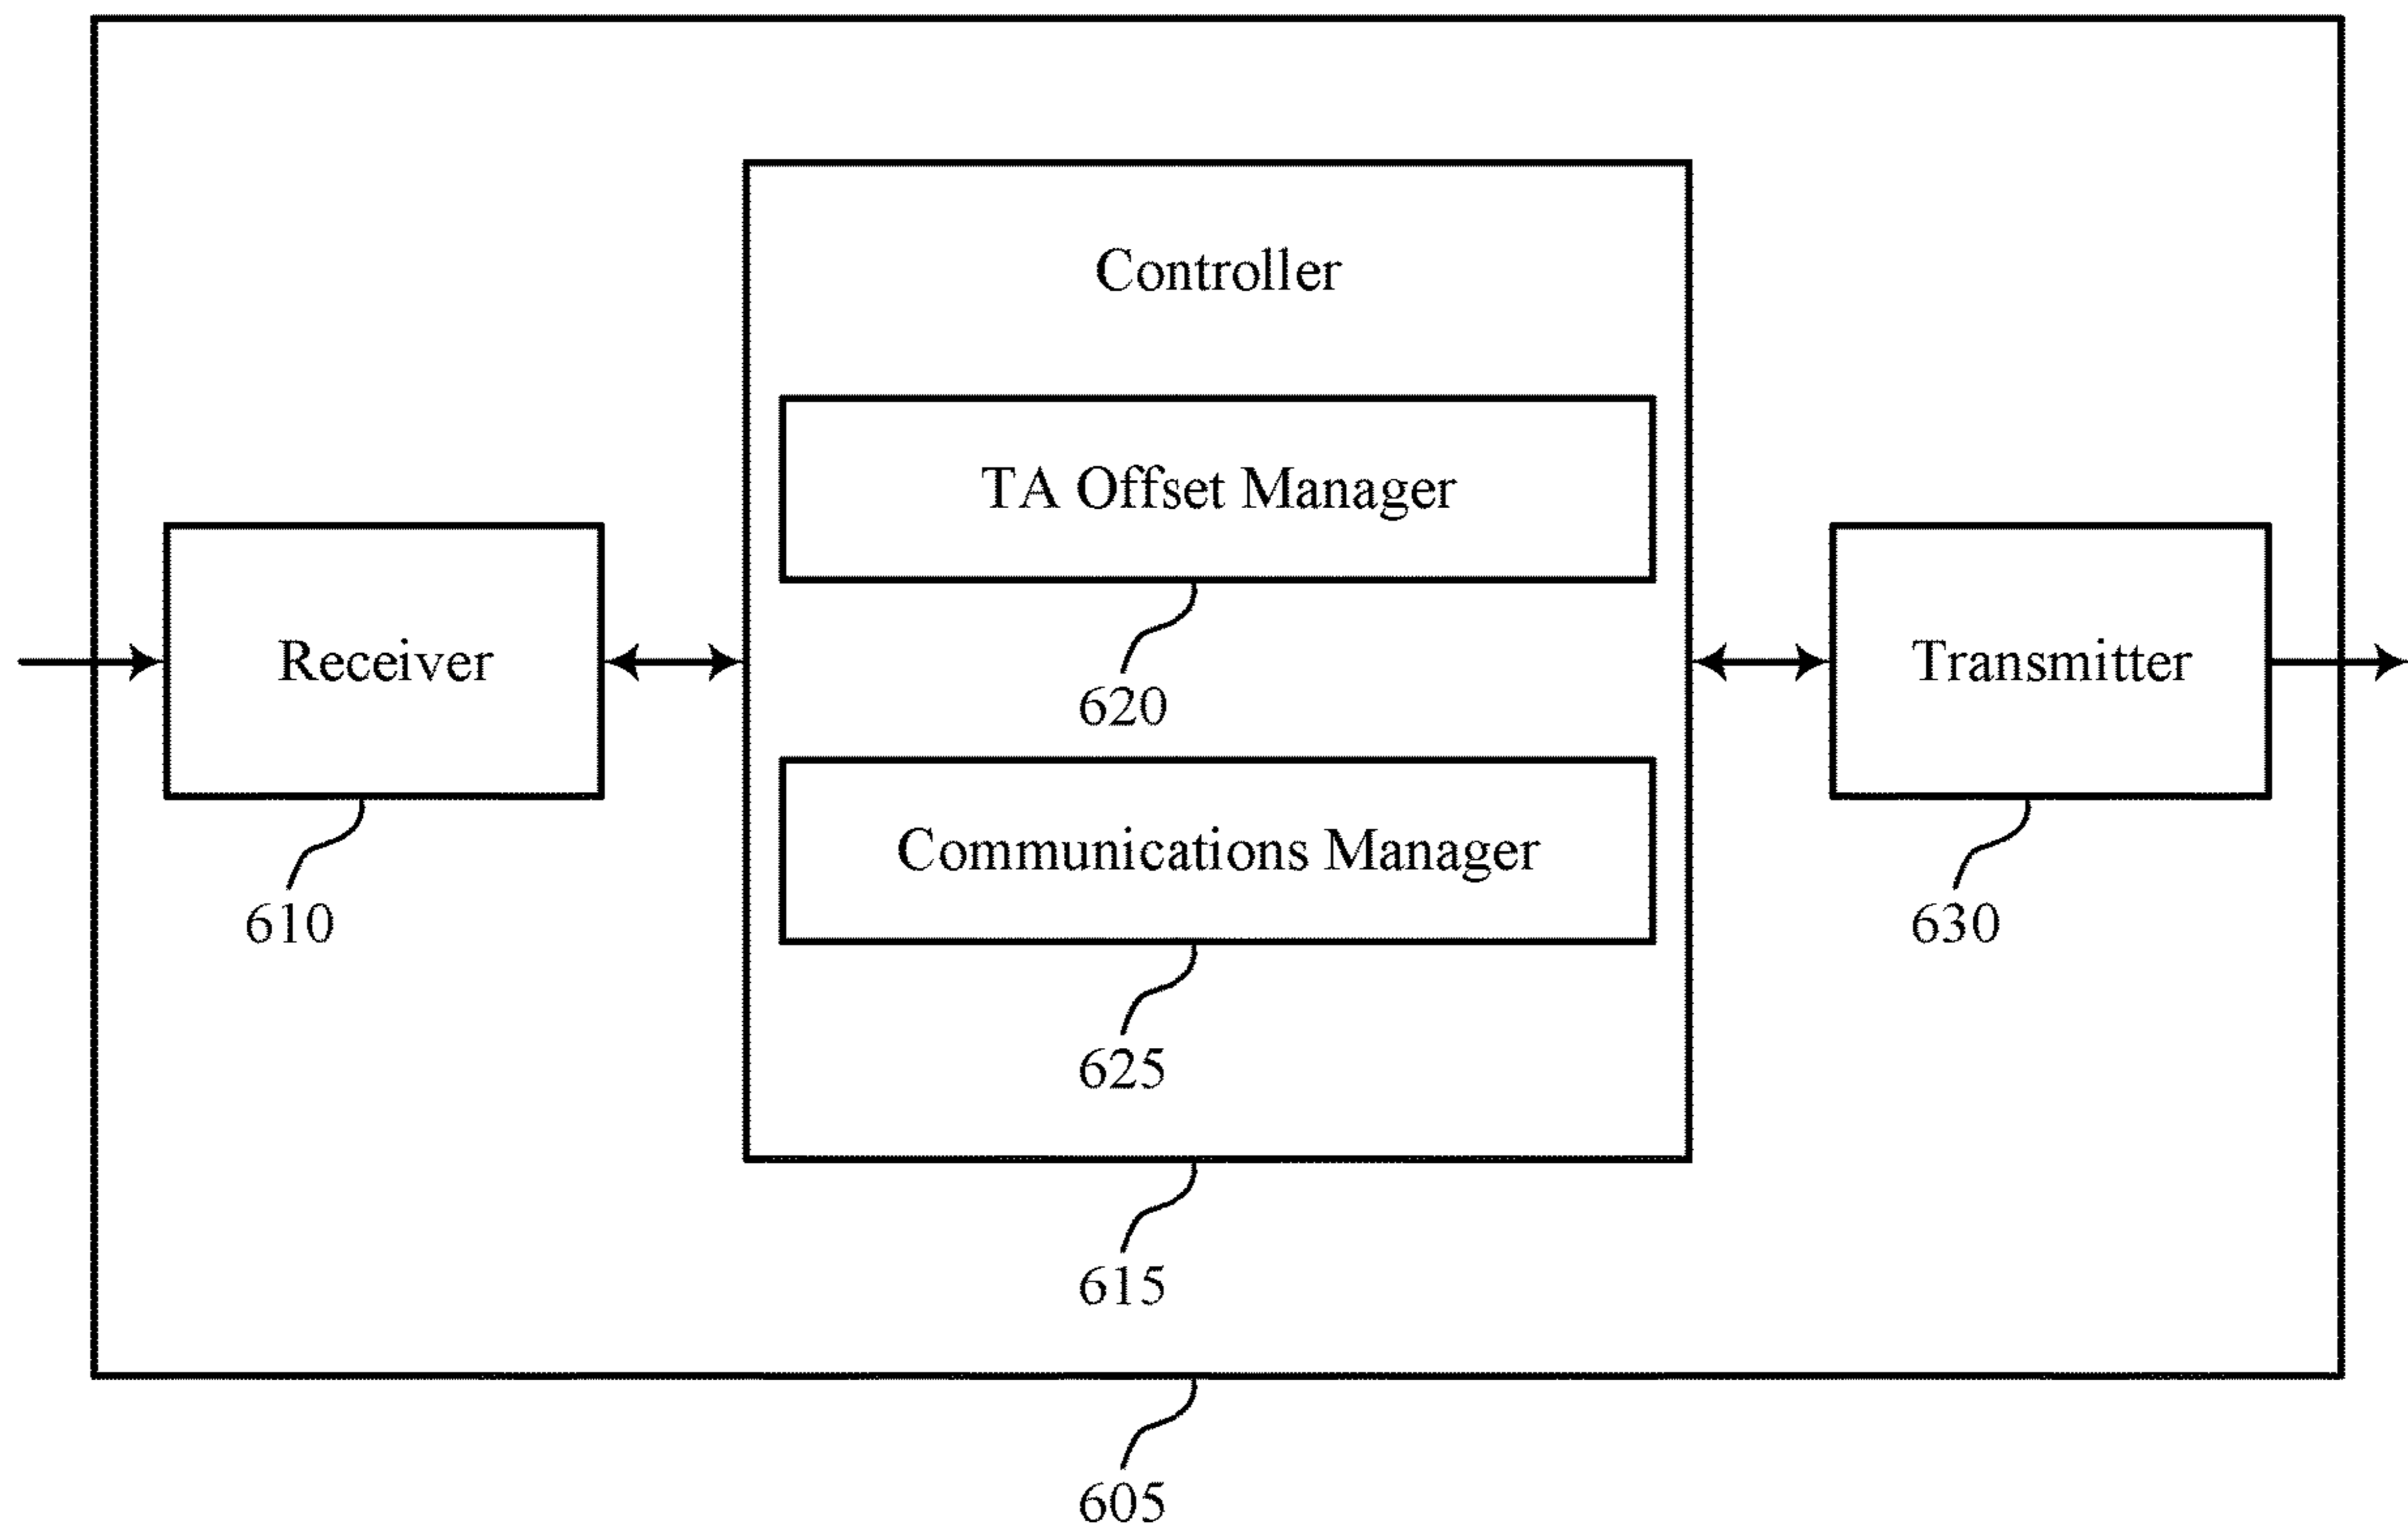 Controller
TA Offset Manager
Receiver
Transmitter
620
Communications Manager
610
630
625
615
605